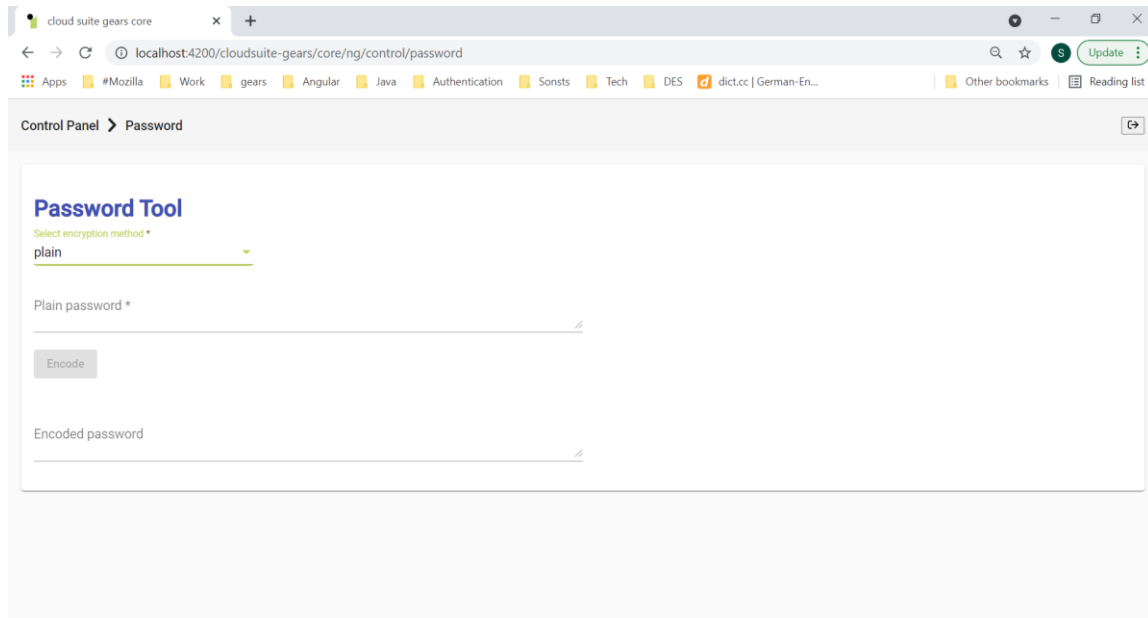 cloud suite gears core
localhost:4200/cloudsuite-gears/core/ng/control/password
S Update
Apps #Mozilla Work gears Angular Java Authentication Sonsts Tech DES d dict.cc | German-En... Other bookmarks Reading list
Control Panel Password
Password Tool
Select encryption method *
plain
Plain password *
Encode
Encoded password